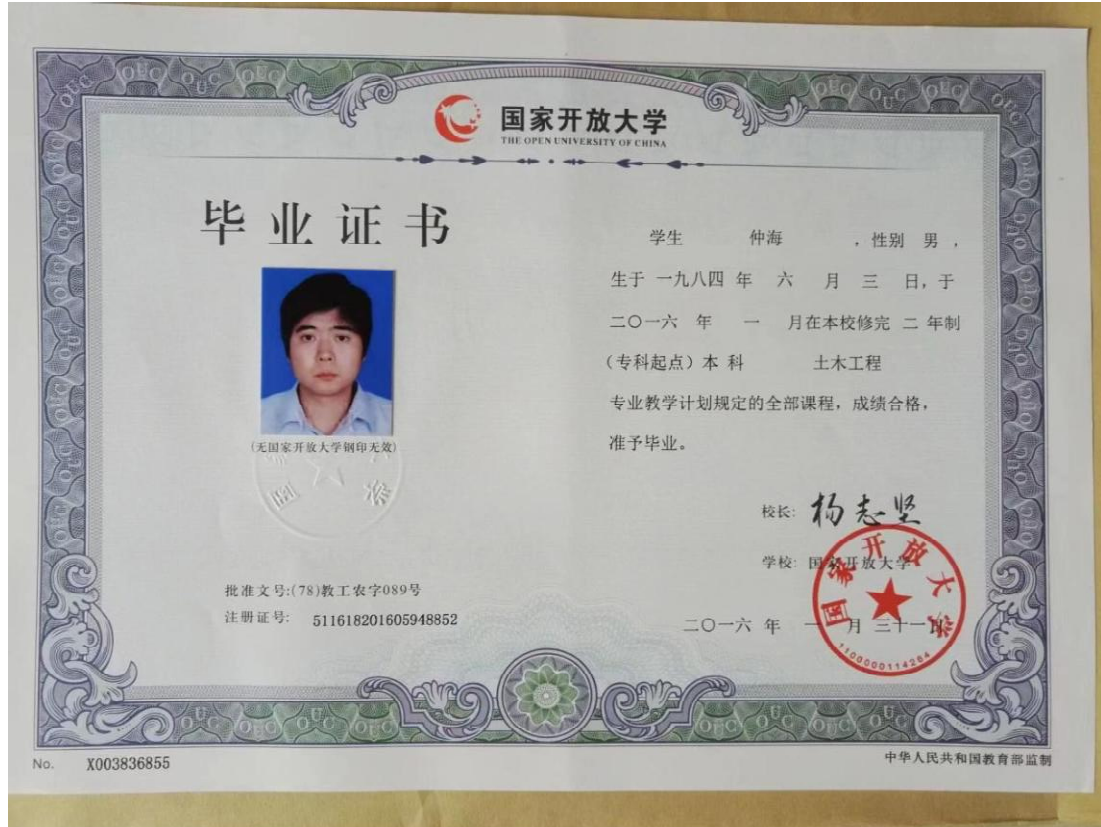 国家开放大学
THE OPEN UNIVERSITY OF CHINA
毕业证书
(无国家开放大学钢印无效)
批准文号:(78)教工农字089号
注册证号: 511618201605948852
学生 仲海 ，性别 男 ，
生于 一九八四 年 六 月 三 日，于
二〇一六 年 一 月在本校修完 二 年制
（专科起点）本 科 土木工程
专业教学计划规定的全部课程，成绩合格，
准予毕业。
校长: 杨志坚
学校: 国家开放大学
二〇一六 年 一 月 三十一日
国家开放大学
1100000114264
No. X003836855
中华人民共和国教育部监制